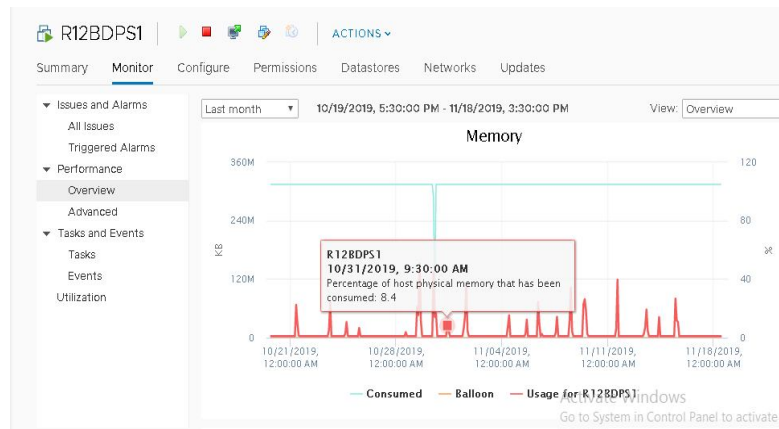 R12BDPS1
ACTIONS
Summary Monitor Configure Permissions Datastores Networks Updates
Issues and Alarms
All Issues
Triggered Alarms
Performance
Overview
Advanced
Tasks and Events
Tasks
Events
Utilization
Last month 10/19/2019, 5:30:00 PM - 11/18/2019, 3:30:00 PM View: Overview
Memory
360M 120
240M 80
KB %
R12BDPS1
10/31/2019, 9:30:00 AM
Percentage of host physical memory that has been
consumed: 8.4
120M 40
0 0
10/21/2019, 10/28/2019, 11/04/2019, 11/11/2019, 11/18/2019,
12:00:00 AM 12:00:00 AM 12:00:00 AM 12:00:00 AM 12:00:00 AM
Consumed Balloon Usage for R12BDPS1
Activate Windows
Go to System in Control Panel to activate